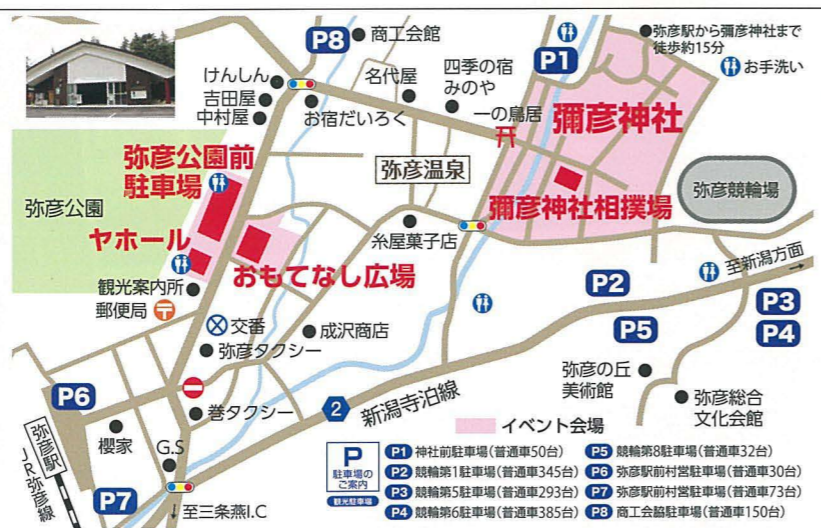 P8
商工会館
P1
弥彦駅から彌彦神社まで
徒歩約15分
お手洗い
けんしん
吉田屋
中村屋
お宿だいろく
名代屋
四季の宿
みのや
一の鳥居
彌彦神社
弥彦公園前
駐車場
弥彦温泉
彌彦神社相撲場
弥彦競輪場
弥彦公園
ヤホール
おもてなし広場
糸屋菓子店
観光案内所
郵便局
〒
交番
弥彦タクシー
成沢商店
P2
至新潟方面
P3
P4
P5
弥彦の丘
美術館
弥彦総合
文化会館
P6
櫻家
巻タクシー
2
新潟寺泊線
弥彦駅
JR弥彦線
P7
G.S
至三条燕I.C
イベント会場
P
駐車場の
ご案内
観光駐車場
P1 神社前駐車場(普通車50台)
P2 競輪第1駐車場(普通車345台)
P3 競輪第5駐車場(普通車293台)
P4 競輪第6駐車場(普通車385台)
P5 競輪第8駐車場(普通車32台)
P6 弥彦駅前村営駐車場(普通車30台)
P7 弥彦駅前村営駐車場(普通車73台)
P8 商工会脇駐車場(普通車150台)